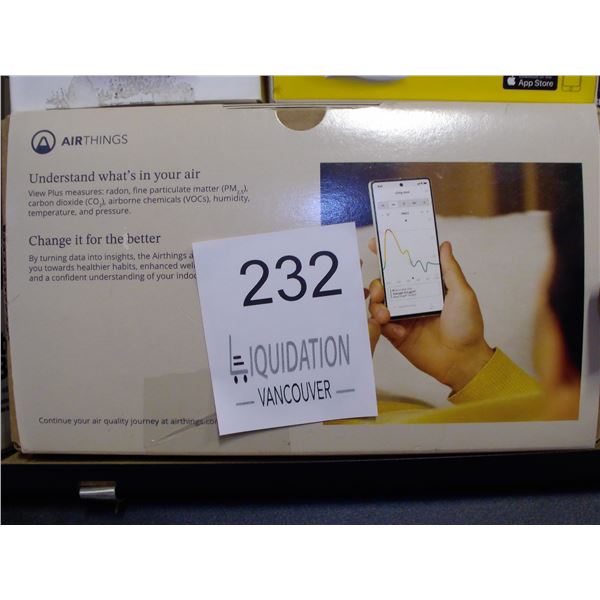 App Store
AIRTHINGS
Understand what's in your air
View Plus measures: radon, fine particulate matter (PM2.5),
carbon dioxide (CO2), airborne chemicals (VOCs), humidity,
temperature, and pressure.
Change it for the better
By turning data into insights, the Airthings a
you towards healthier habits, enhanced well
and a confident understanding of your indoo
Continue your air quality journey at airthings.co
232
LIQUIDATION
VANCOUVER